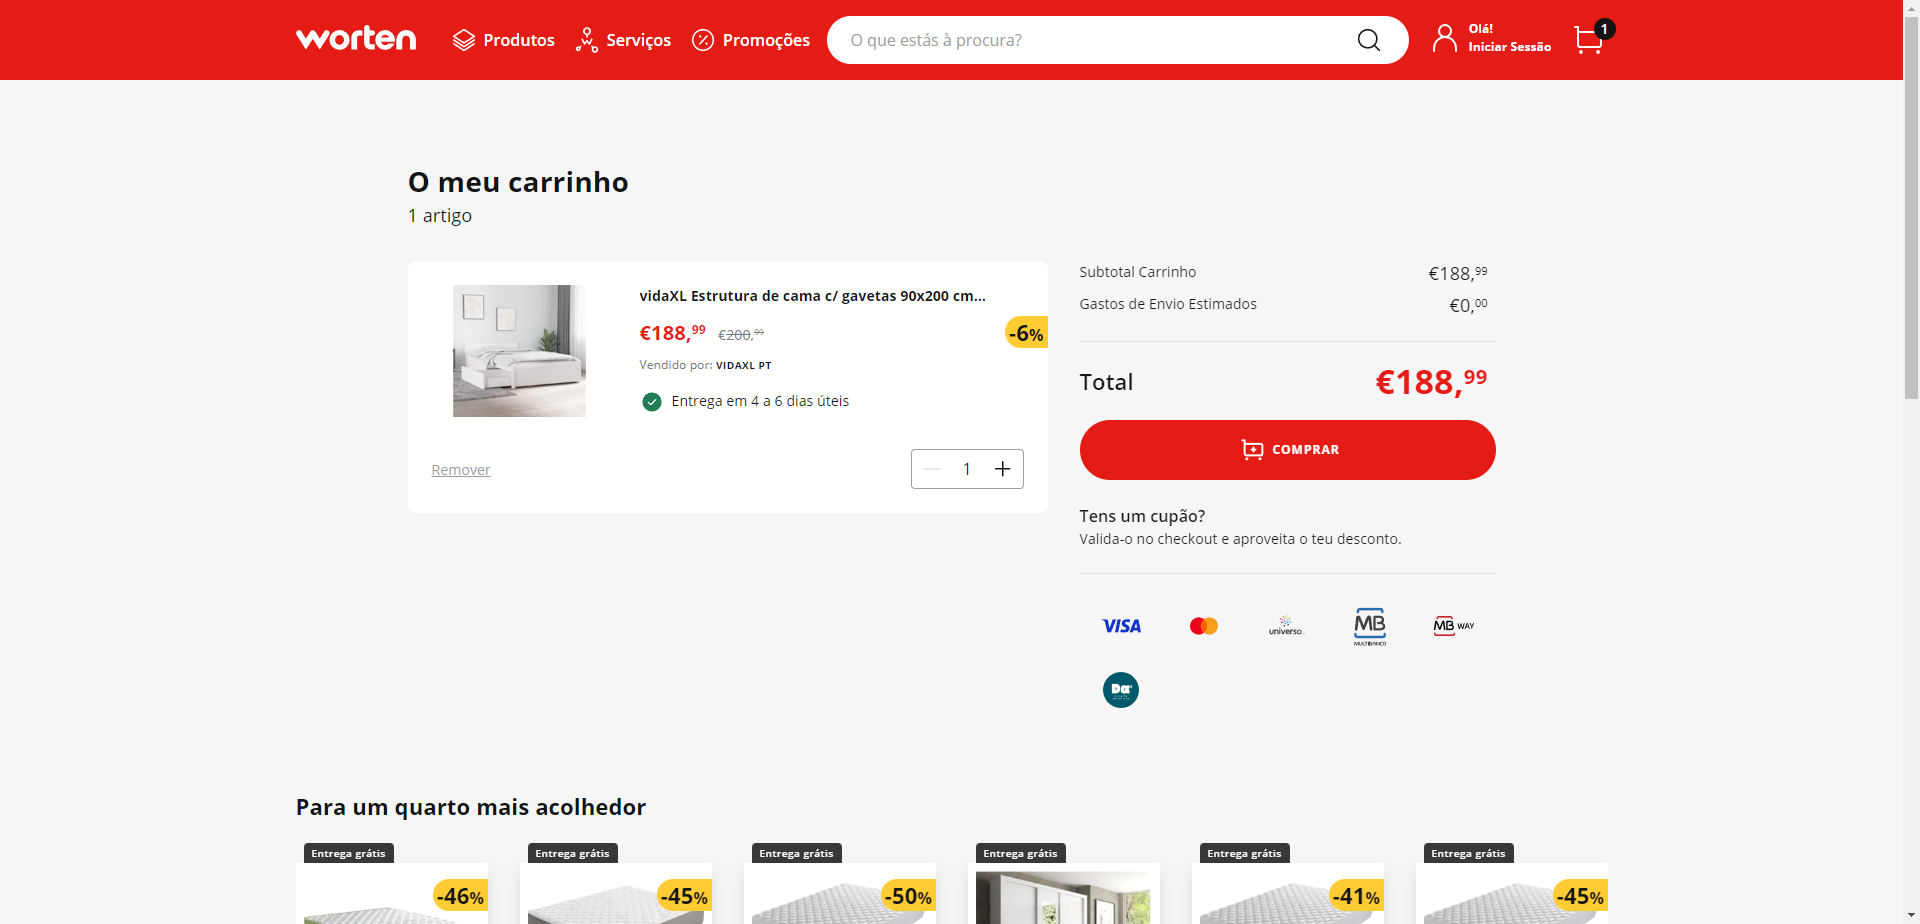 worten
Produtos
Serviços
Promoções
O que estás à procura?
Olá!
Iniciar Sessão
1
O meu carrinho
1 artigo
vidaXL Estrutura de cama c/ gavetas 90x200 cm...
€188,99 €200,99
-6%
Vendido por: VIDAXL PT
Entrega em 4 a 6 dias úteis
Remover
1
Subtotal Carrinho €188,99
Gastos de Envio Estimados €0,00
Total €188,99
COMPRAR
Tens um cupão?
Valida-o no checkout e aproveita o teu desconto.
VISA
universo
MB
MULTIBANCO
MB WAY
Da
Para um quarto mais acolhedor
Entrega grátis
-46%
Entrega grátis
-45%
Entrega grátis
-50%
Entrega grátis
Entrega grátis
-41%
Entrega grátis
-45%